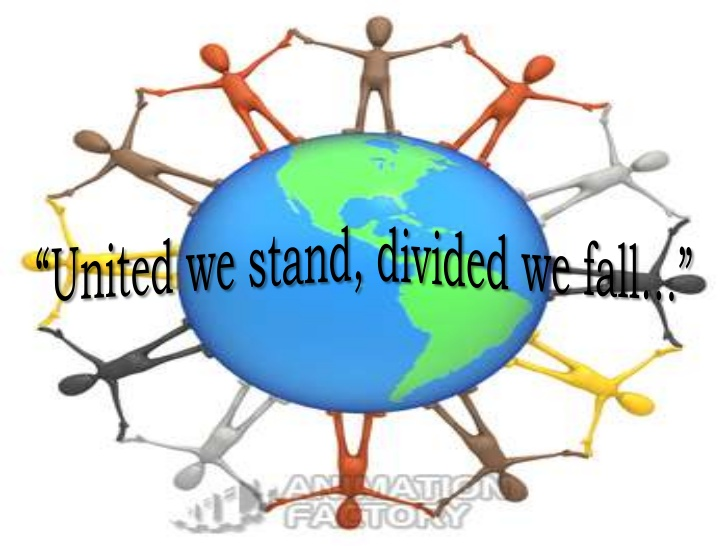 “United we stand, divided we fall...”
ANIMATION
FACTORY